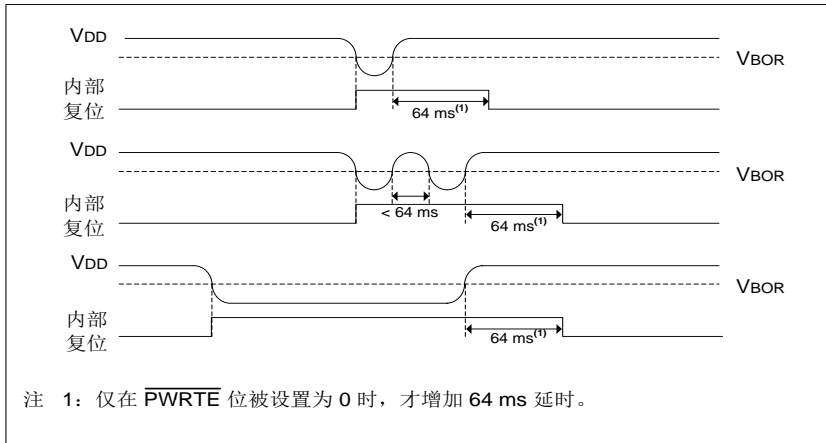 VDD
VBOR
内部
复位
64 ms(1)
VDD
VBOR
内部
复位
< 64 ms
64 ms(1)
VDD
VBOR
内部
复位
64 ms(1)
注 1：仅在 PWRTE 位被设置为 0 时，才增加 64 ms 延时。